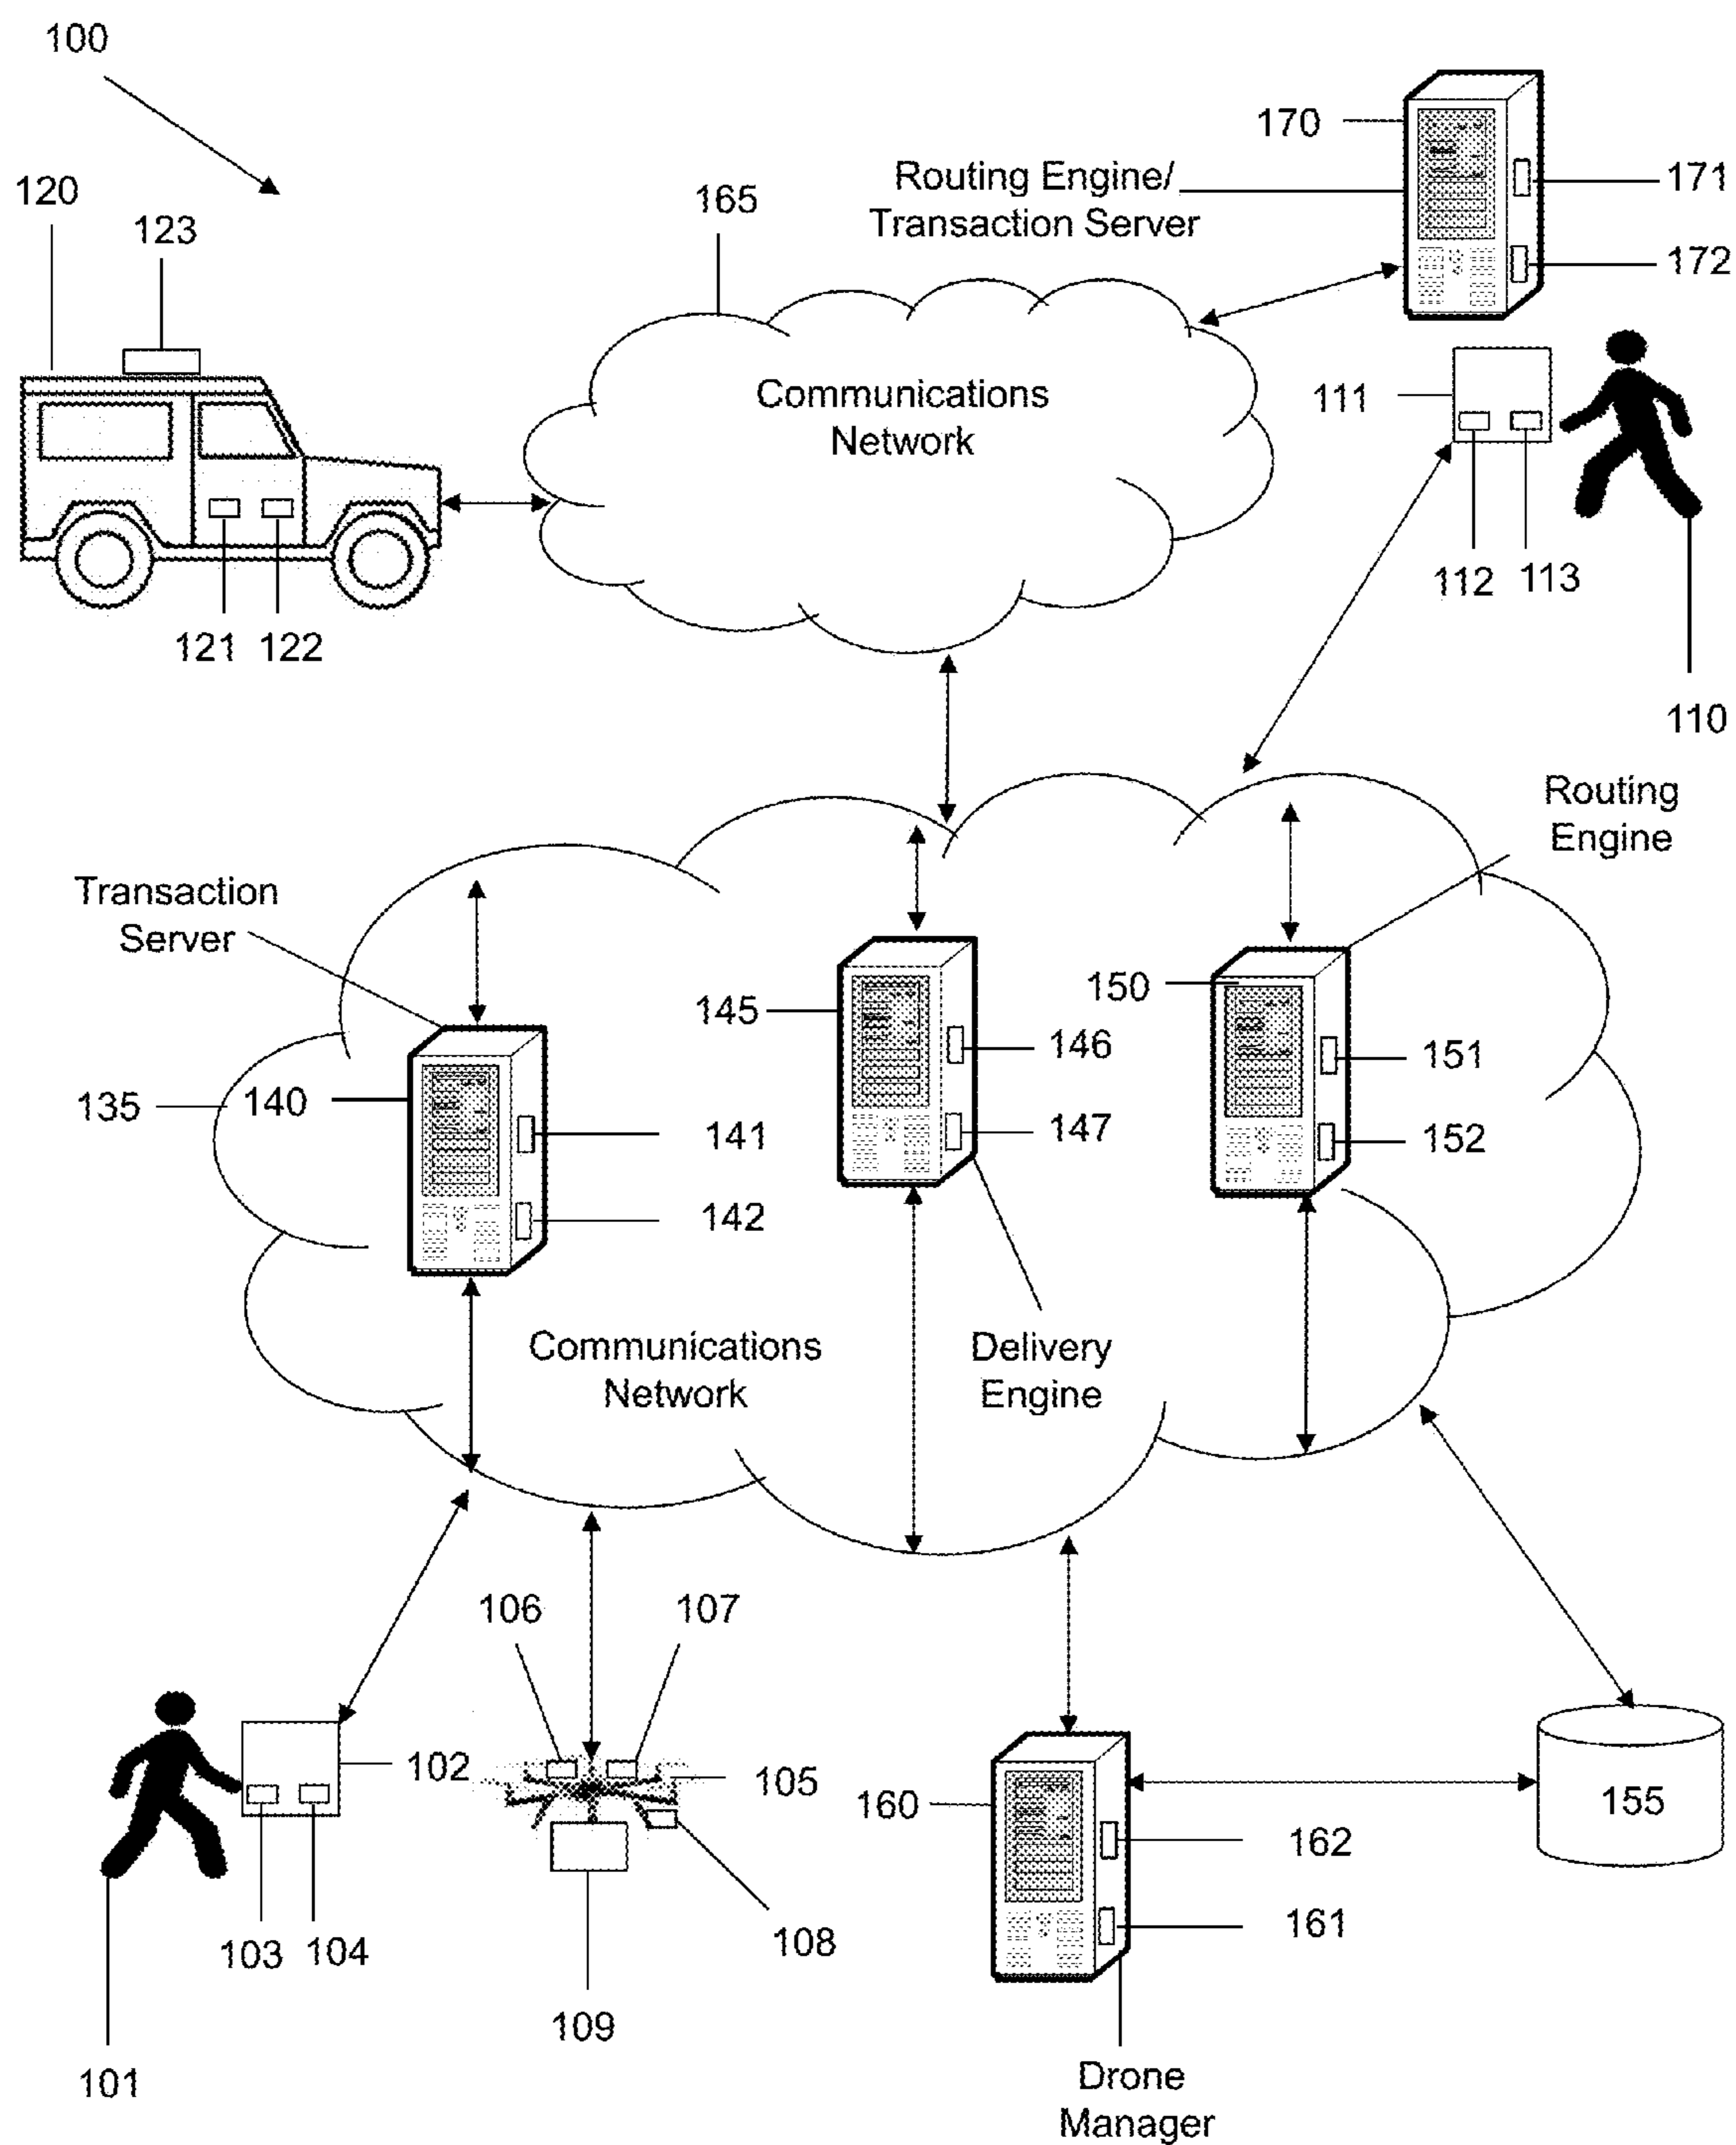 100
170
120
123
165
Routing Engine/
Transaction Server
171
172
Communications
Network
111
112
113
121
122
110
Routing
Engine
Transaction
Server
145
150
146
151
135
140
141
147
152
142
Communications
Network
Delivery
Engine
106
107
102
105
160
155
162
103
104
108
161
109
101
Drone
Manager